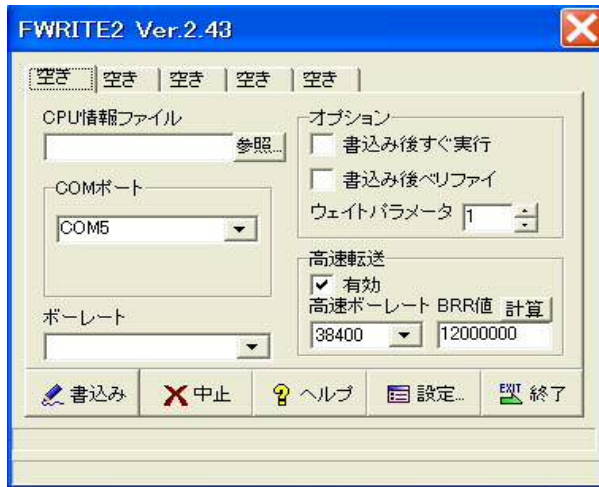 FWRITE2 Ver.2.43
空き 空き 空き 空き 空き
CPU情報ファイル
参照...
COMポート
COM5
ボーレート
オプション
書込み後すぐ実行
書込み後ベリファイ
ウェイトパラメータ 1
高速転送
有効
高速ボーレート BRR値 計算
38400 12000000
書込み 中止 ヘルプ 設定... EXIT 終了